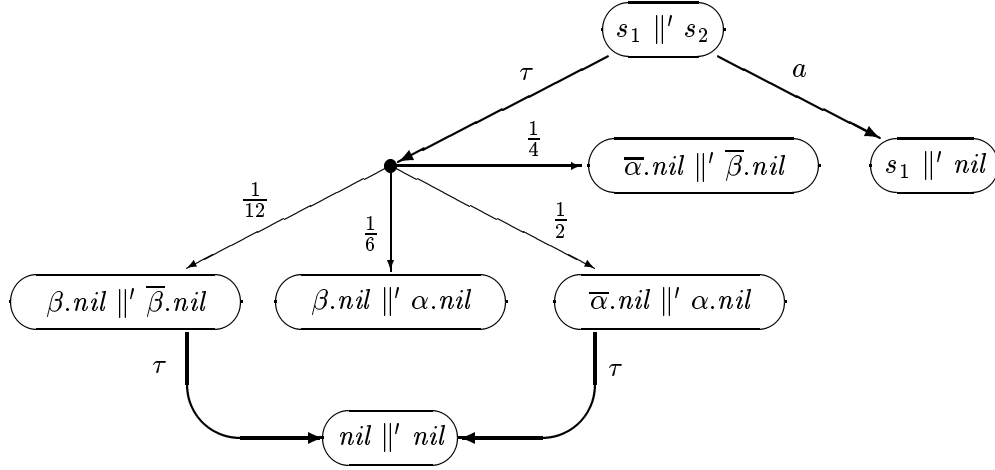 s₁ ∥′ s₂
τ
a
1/4
α̅.nil ∥′ β̅.nil
s₁ ∥′ nil
1/12
1/6
1/2
β.nil ∥′ β̅.nil
β.nil ∥′ α.nil
α̅.nil ∥′ α.nil
τ
τ
nil ∥′ nil